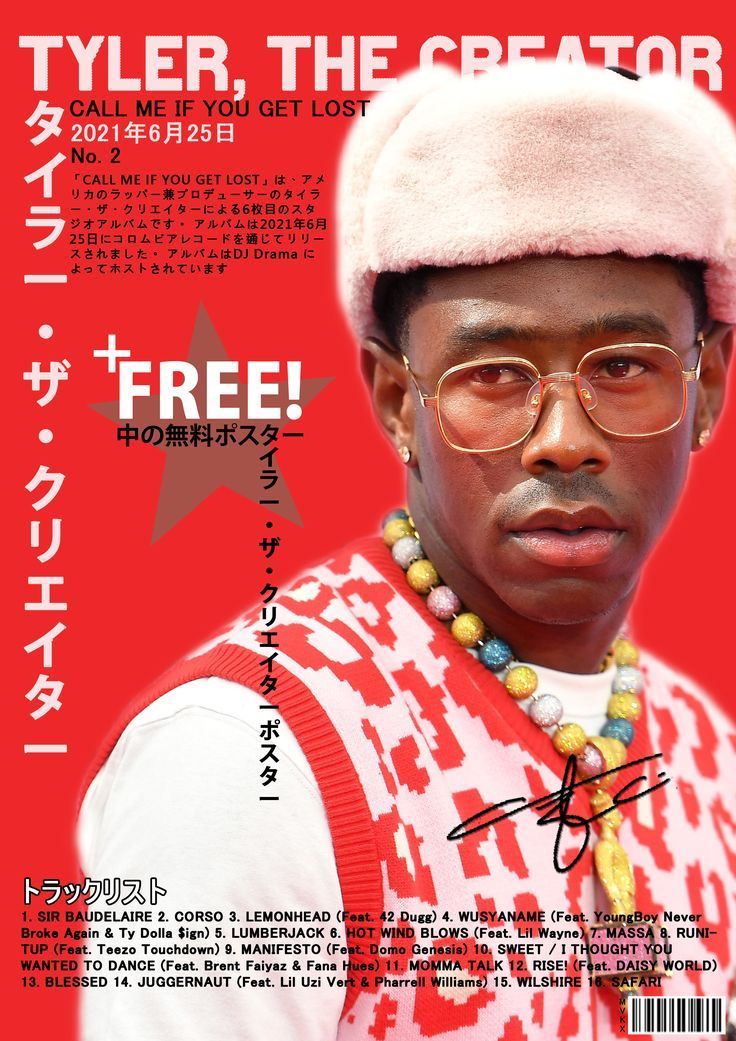 TYLER, THE CREATOR
CALL ME IF YOU GET LOST
2021年6月25日
No. 2
「CALL ME IF YOU GET LOST」は、アメ
リカのラッパー兼プロデューサーのタイラ
ー・ザ・クリエイターによる6枚目のスタ
ジオアルバムです。 アルバムは2021年6月
25日にコロムビアレコードを通じてリリー
スされました。 アルバムはDJ Drama に
よってホストされています
タイラー・ザ・クリエイター
+FREE!
中の無料ポスター
タイラー・ザ・クリエイターポスター
トラックリスト
1. SIR BAUDELAIRE 2. CORSO 3. LEMONHEAD (Feat. 42 Dugg) 4. WUSYANAME (Feat. YoungBoy Never
Broke Again & Ty Dolla $ign) 5. LUMBERJACK 6. HOT WIND BLOWS (Feat. Lil Wayne) 7. MASSA 8. RUNI-
TUP (Feat. Teezo Touchdown) 9. MANIFESTO (Feat. Domo Genesis) 10. SWEET / I THOUGHT YOU
WANTED TO DANCE (Feat. Brent Faiyaz & Fana Hues) 11. MOMMA TALK 12. RISE! (Feat. DAISY WORLD)
13. BLESSED 14. JUGGERNAUT (Feat. Lil Uzi Vert & Pharrell Williams) 15. WILSHIRE 16. SAFARI
MVKX